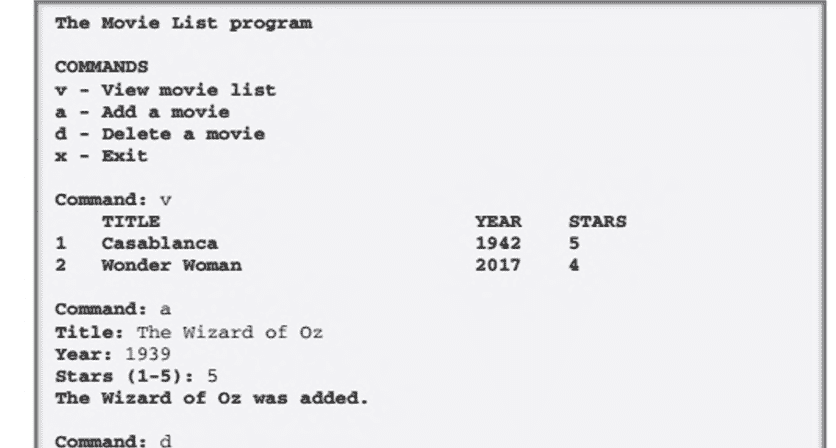 The Movie List program
COMMANDS
v - View movie list
a - Add a movie
d - Delete a movie
x - Exit
Command: v
TITLE YEAR STARS
1 Casablanca 1942 5
2 Wonder Woman 2017 4
Command: a
Title: The Wizard of Oz
Year: 1939
Stars (1-5): 5
The Wizard of Oz was added.
Command: d